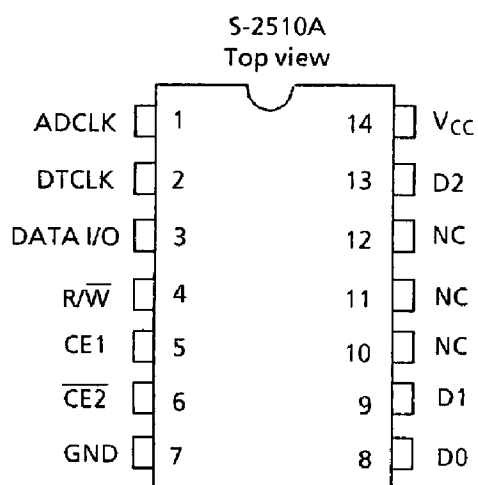 S-2510A
Top view
ADCLK 1 14 VCC
DTCLK 2 13 D2
DATA I/O 3 12 NC
R/W̅ 4 11 NC
CE1 5 10 NC
C̅E̅2̅ 6 9 D1
GND 7 8 D0